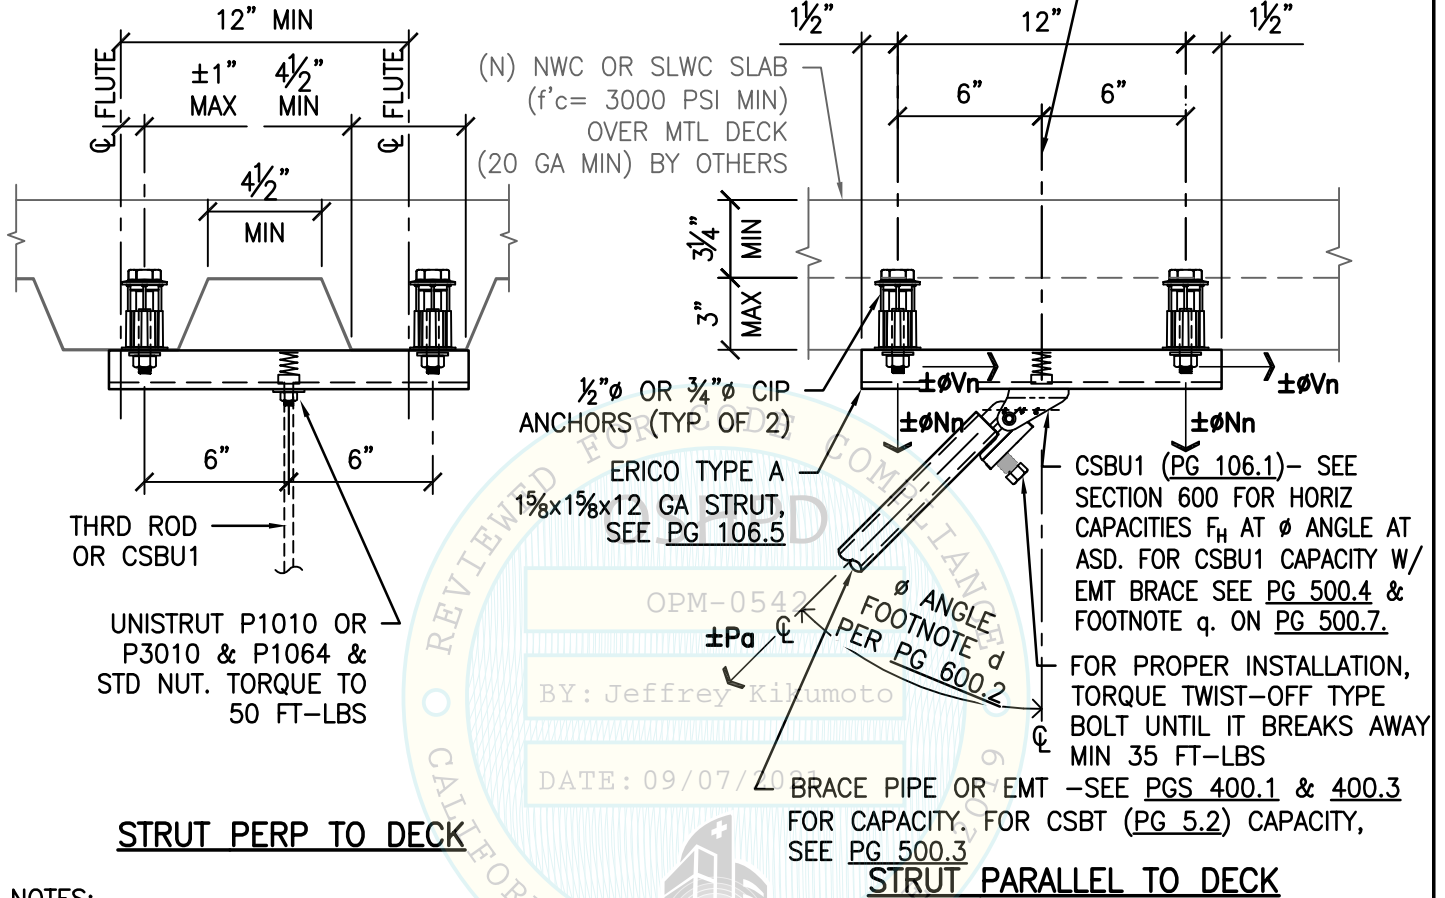 12" MIN
℄ FLUTE
±1" MAX
4½" MIN
℄ FLUTE
4½"
MIN
6"
6"
THRD ROD
OR CSBU1
UNISTRUT P1010 OR
P3010 & P1064 &
STD NUT. TORQUE TO
50 FT-LBS
STRUT PERP TO DECK
NOTES:
(N) NWC OR SLWC SLAB
(f'c= 3000 PSI MIN)
OVER MTL DECK
(20 GA MIN) BY OTHERS
1½"
12"
1½"
6"
6"
3¼" MIN
3" MAX
½"ø OR ¾"ø CIP
ANCHORS (TYP OF 2)
ERICO TYPE A
1⅝x1⅝x12 GA STRUT,
SEE PG 106.5
±øVn
±øVn
±øNn
±øNn
CSBU1 (PG 106.1)- SEE
SECTION 600 FOR HORIZ
CAPACITIES FH AT ø ANGLE AT
ASD. FOR CSBU1 CAPACITY W/
EMT BRACE SEE PG 500.4 &
FOOTNOTE q. ON PG 500.7.
ø ANGLE
FOOTNOTE d
PER PG 600.2
±Pa
℄
℄
FOR PROPER INSTALLATION,
TORQUE TWIST-OFF TYPE
BOLT UNTIL IT BREAKS AWAY
MIN 35 FT-LBS
BRACE PIPE OR EMT -SEE PGS 400.1 & 400.3
FOR CAPACITY. FOR CSBT (PG 5.2) CAPACITY,
SEE PG 500.3
STRUT PARALLEL TO DECK
REVIEWED FOR CODE COMPLIANCE
OSHPD
OPM-0542
BY: Jeffrey Kikumoto
DATE: 09/07/2021